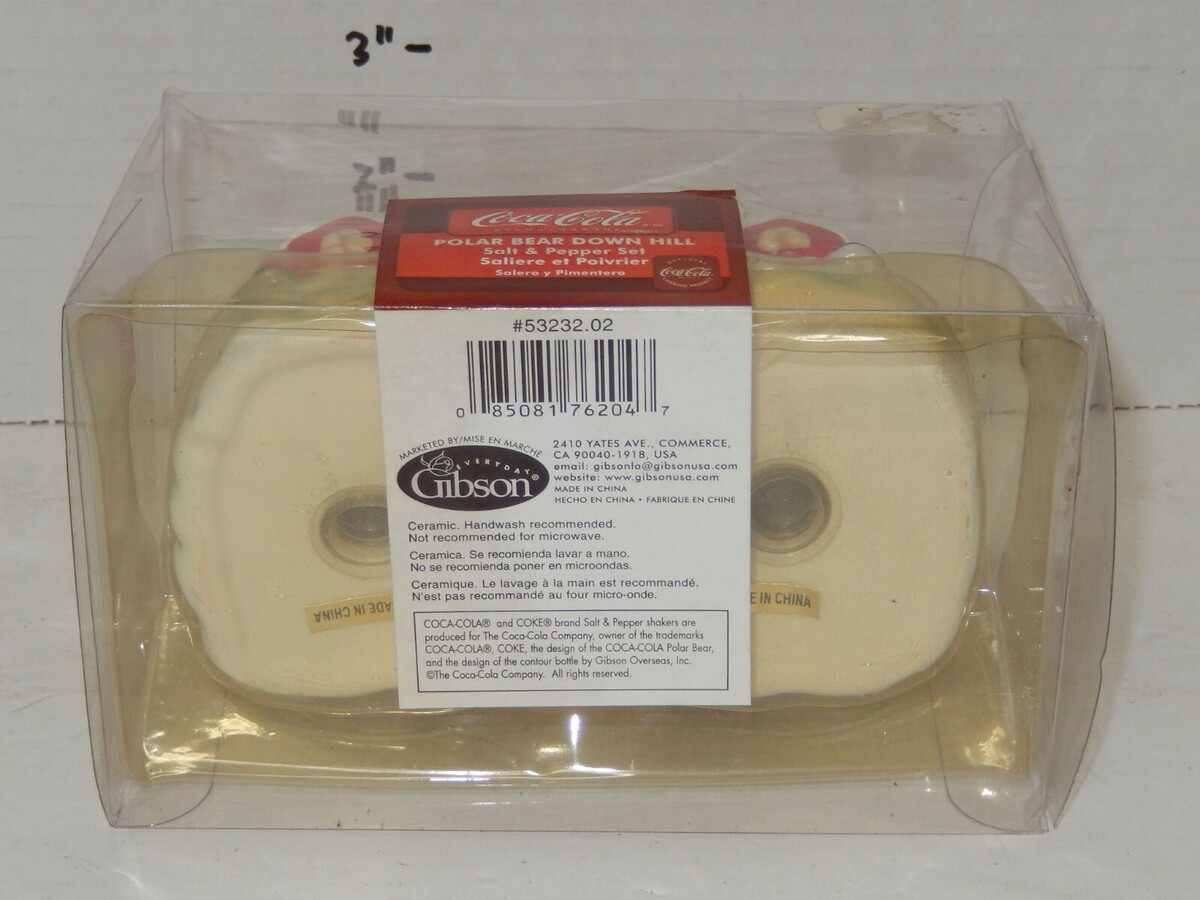 3" -
2" -
Coca-Cola
POLAR BEAR DOWN HILL
Salt & Pepper Set
Saliere et Poivrier
Salero y Pimentero
Coca-Cola
#53232.02
0 85081 76204 7
MARKETED BY/MISE EN MARCHÉ
EVERYDAY
Gibson®
2410 YATES AVE., COMMERCE,
CA 90040-1918, USA
email: gibsonla@gibsonusa.com
website: www.gibsonusa.com
MADE IN CHINA
HECHO EN CHINA • FABRIQUE EN CHINE
Ceramic. Handwash recommended.
Not recommended for microwave.
Ceramica. Se recomienda lavar a mano.
No se recomienda poner en microondas.
Ceramique. Le lavage à la main est recommandé.
N'est pas recommandé au four micro-onde.
ADE IN CHINA
E IN CHINA
COCA-COLA® and COKE® brand Salt & Pepper shakers are
produced for The Coca-Cola Company, owner of the trademarks
COCA-COLA®, COKE, the design of the COCA-COLA Polar Bear,
and the design of the contour bottle by Gibson Overseas, Inc.
©The Coca-Cola Company. All rights reserved.